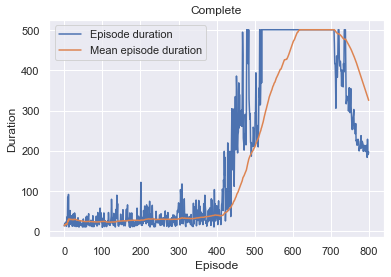 Complete
500
Episode duration
Mean episode duration
400
300
200
100
0
Duration
0 100 200 300 400 500 600 700 800
Episode